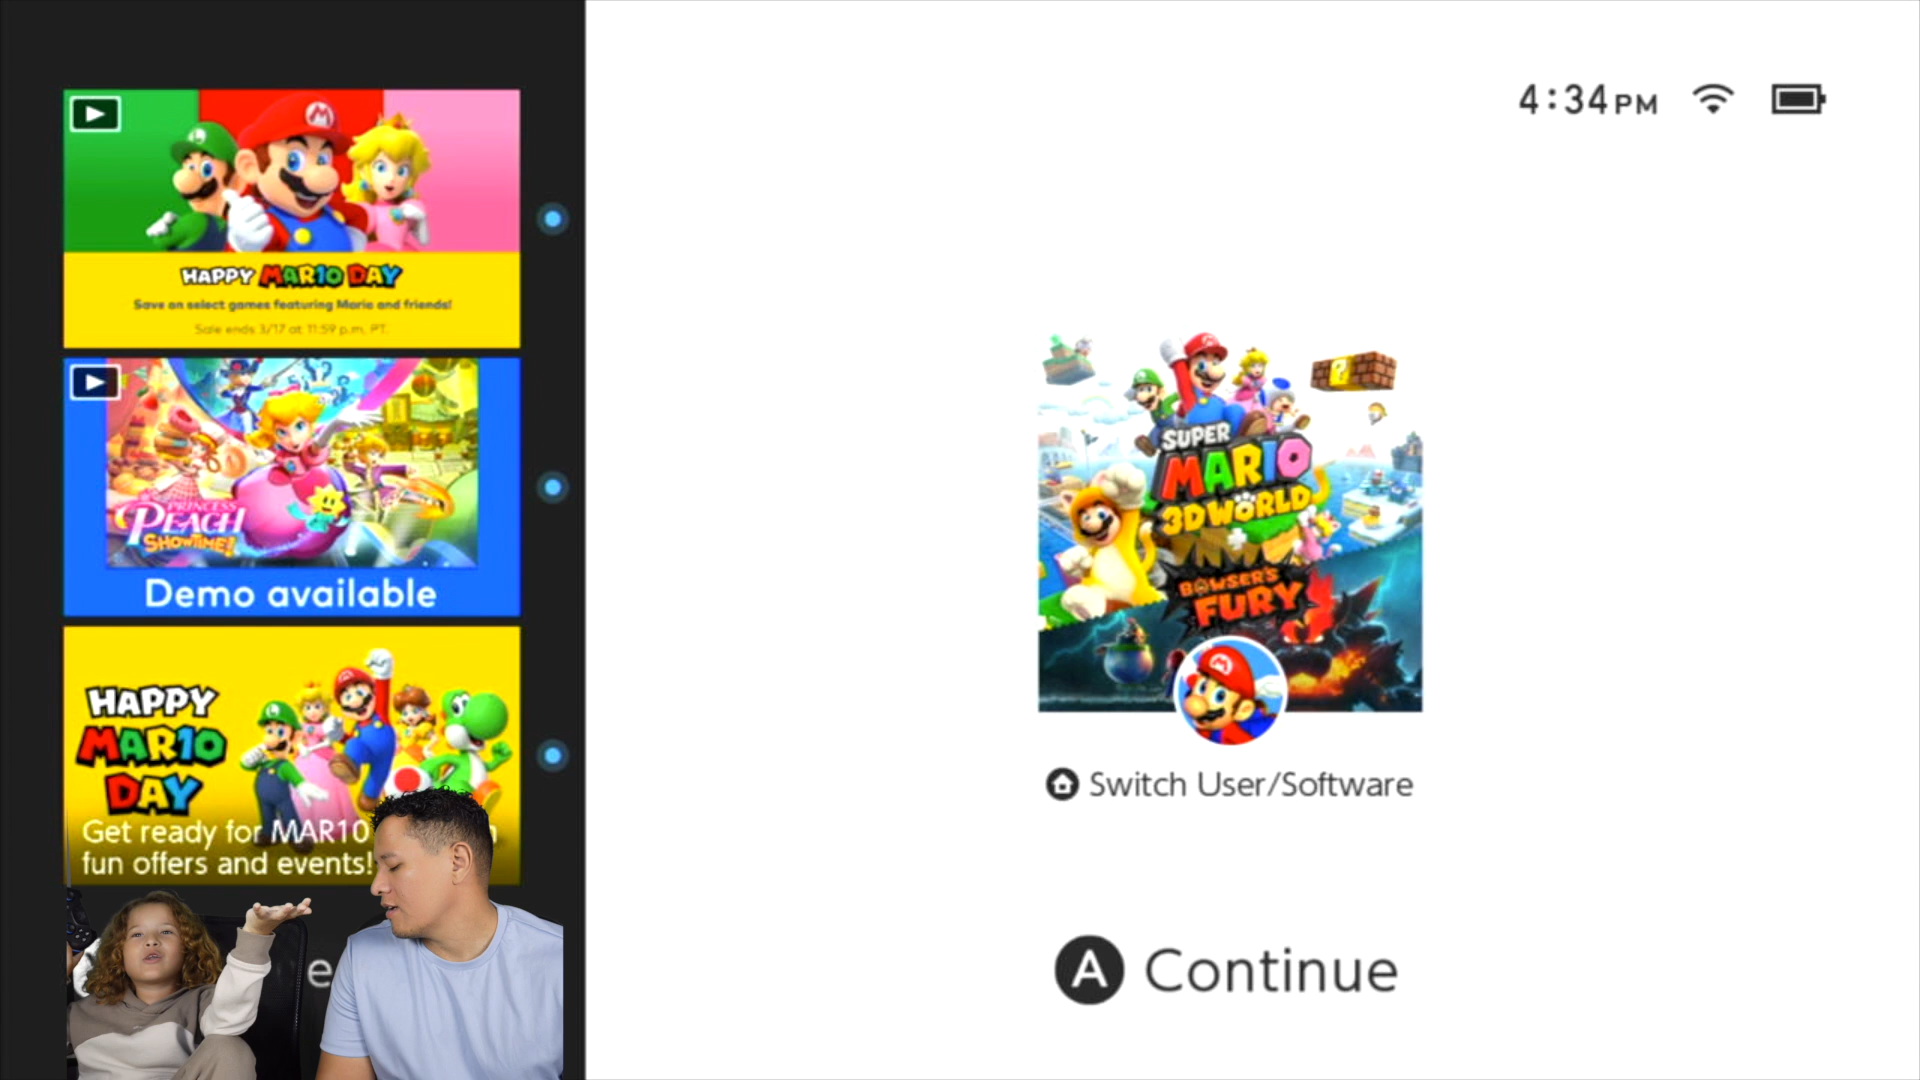 HAPPY MAR10 DAY
Save on select games featuring Mario and friends!
Sale ends 3/17 at 11:59 p.m. PT.
PRINCESS
PEACH
SHOWTIME!
Demo available
HAPPY
MAR10
DAY
Get ready for MAR10
fun offers and events!
4:34PM
SUPER
MARIO
3D WORLD
+
BOWSER'S
FURY
Switch User/Software
A Continue